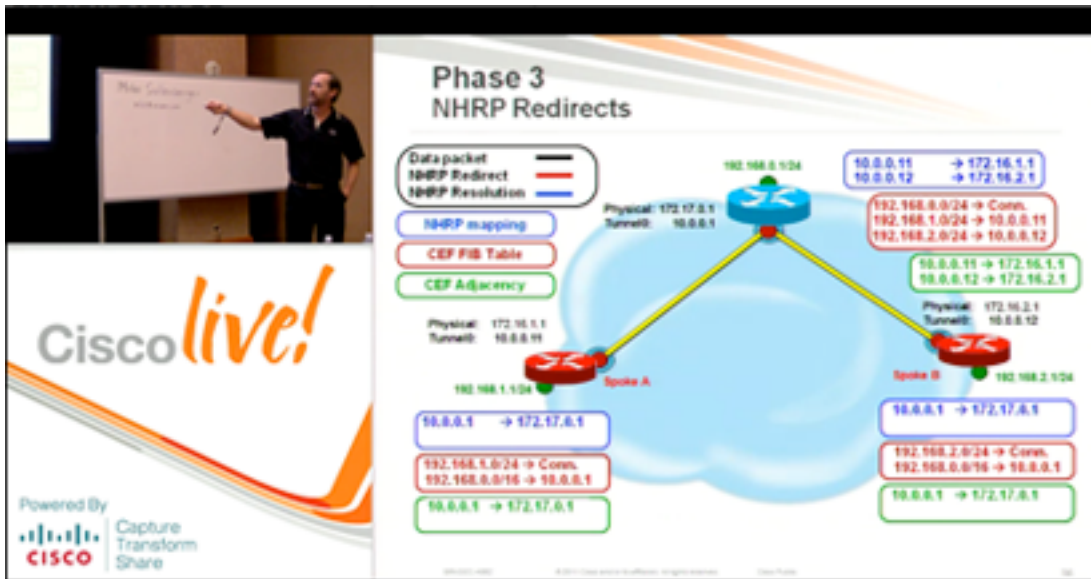 Phase 3
NHRP Redirects
Data packet
NHRP Redirect
NHRP Resolution
NHRP mapping
CEF FIB Table
CEF Adjacency
192.168.0.1/24
Physical: 172.17.0.1
Tunnel0: 10.0.0.1
10.0.0.11 → 172.16.1.1
10.0.0.12 → 172.16.2.1
192.168.0.0/24 → Conn.
192.168.1.0/24 → 10.0.0.11
192.168.2.0/24 → 10.0.0.12
10.0.0.11 → 172.16.1.1
10.0.0.12 → 172.16.2.1
Physical: 172.16.2.1
Tunnel0: 10.0.0.12
Physical: 172.16.1.1
Tunnel0: 10.0.0.11
Spoke A
192.168.1.1/24
Spoke B
192.168.2.1/24
10.0.0.1 → 172.17.0.1
192.168.1.0/24 → Conn.
192.168.0.0/16 → 10.0.0.1
10.0.0.1 → 172.17.0.1
10.0.0.1 → 172.17.0.1
192.168.2.0/24 → Conn.
192.168.0.0/16 → 10.0.0.1
10.0.0.1 → 172.17.0.1
Cisco live!
Powered By
CISCO
Capture
Transform
Share
Cisco Public